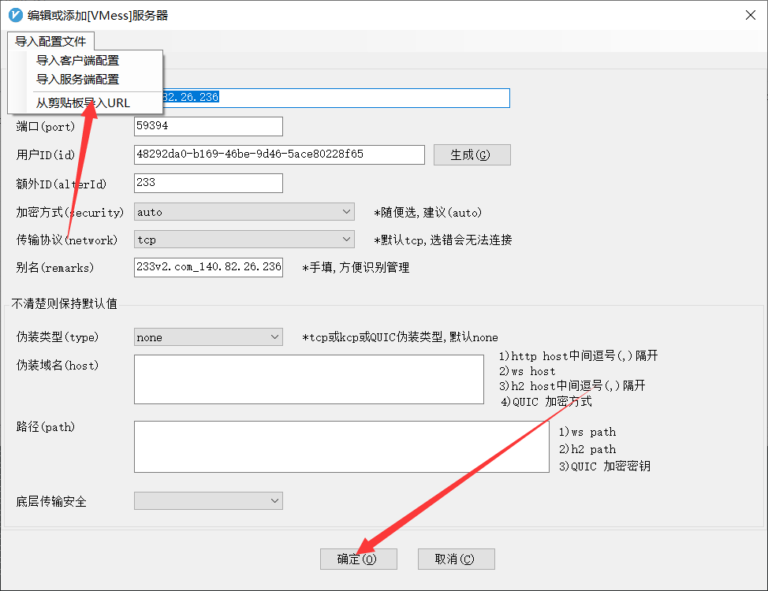 编辑或添加[VMess]服务器
导入配置文件
导入客户端配置
导入服务端配置
从剪贴板导入URL
82.26.236
端口(port)
59394
用户ID(id)
48292da0-b169-46be-9d46-5ace80228f65
生成(G)
额外ID(alterId)
233
加密方式(security)
auto
*随便选,建议(auto)
传输协议(network)
tcp
*默认tcp,选错会无法连接
别名(remarks)
233v2.com_140.82.26.236
*手填,方便识别管理
不清楚则保持默认值
伪装类型(type)
none
*tcp或kcp或QUIC伪装类型,默认none
伪装域名(host)
1)http host中间逗号(,)隔开
2)ws host
3)h2 host中间逗号(,)隔开
4)QUIC 加密方式
路径(path)
1)ws path
2)h2 path
3)QUIC 加密密钥
底层传输安全
确定(O)
取消(C)